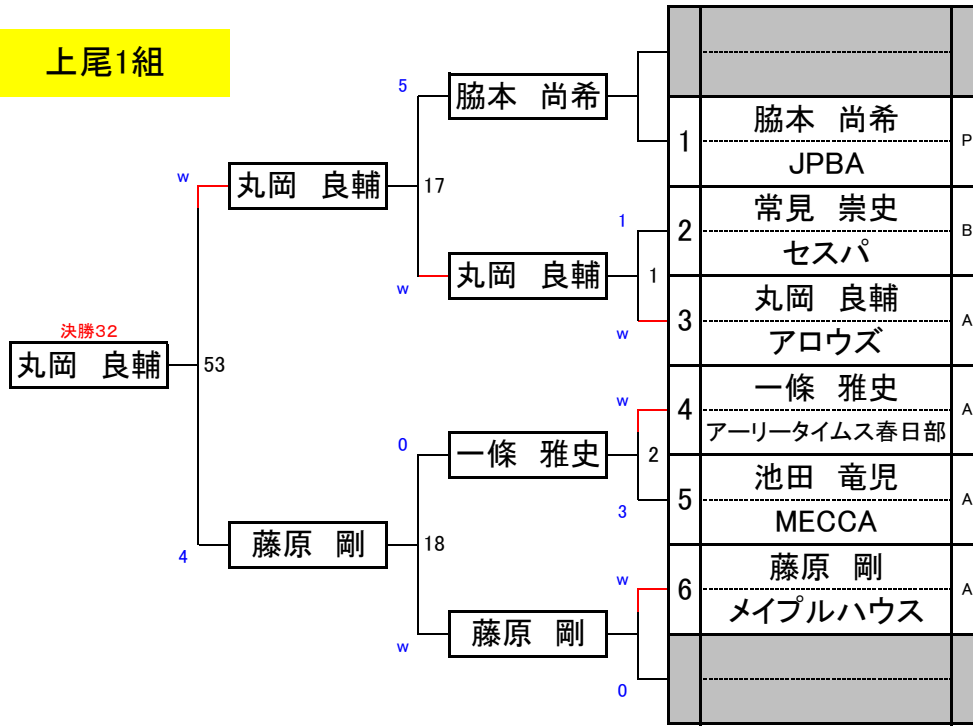 上尾1組
決勝32
丸岡 良輔
53
w
丸岡 良輔
17
4
藤原 剛
18
5
脇本 尚希
w
丸岡 良輔
1
1
w
0
一條 雅史
2
w
3
w
藤原 剛
w
0
1
脇本 尚希
JPBA
P
2
常見 崇史
セスパ
B
3
丸岡 良輔
アロウズ
A
4
一條 雅史
アーリータイムス春日部
A
5
池田 竜児
MECCA
A
6
藤原 剛
メイプルハウス
A